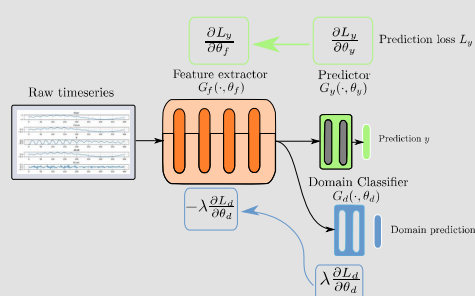 ∂L_y/∂θ_f
∂L_y/∂θ_y
Prediction loss L_y
Feature extractor
G_f(·, θ_f)
Predictor
G_y(·, θ_y)
Raw timeseries
Prediction y
Domain Classifier
G_d(·, θ_d)
−λ ∂L_d/∂θ_d
Domain prediction
λ ∂L_d/∂θ_d